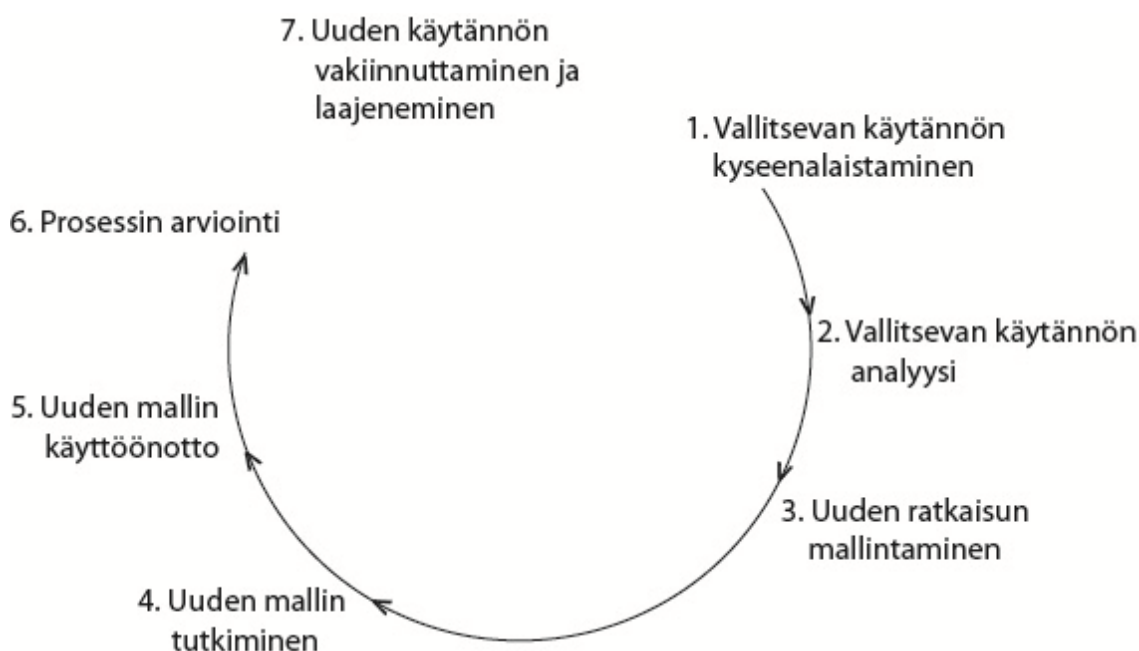 7. Uuden käytännön
vakiinnuttaminen ja
laajeneminen
1. Vallitsevan käytännön
kyseenalaistaminen
6. Prosessin arviointi
2. Vallitsevan käytännön
analyysi
5. Uuden mallin
käyttöönotto
3. Uuden ratkaisun
mallintaminen
4. Uuden mallin
tutkiminen